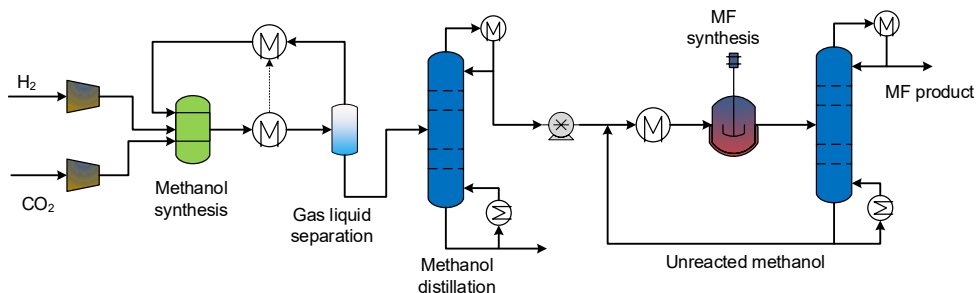 MF
synthesis
H2
MF product
CO2
Methanol
synthesis
Gas liquid
separation
Methanol
distillation
Unreacted methanol